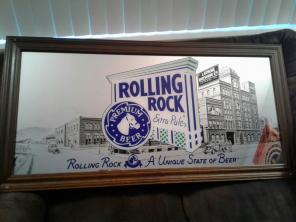 ROLLING
ROCK
Extra Pale
PREMIUM
BEER
ROLLING ROCK A UNIQUE STATE OF BEER